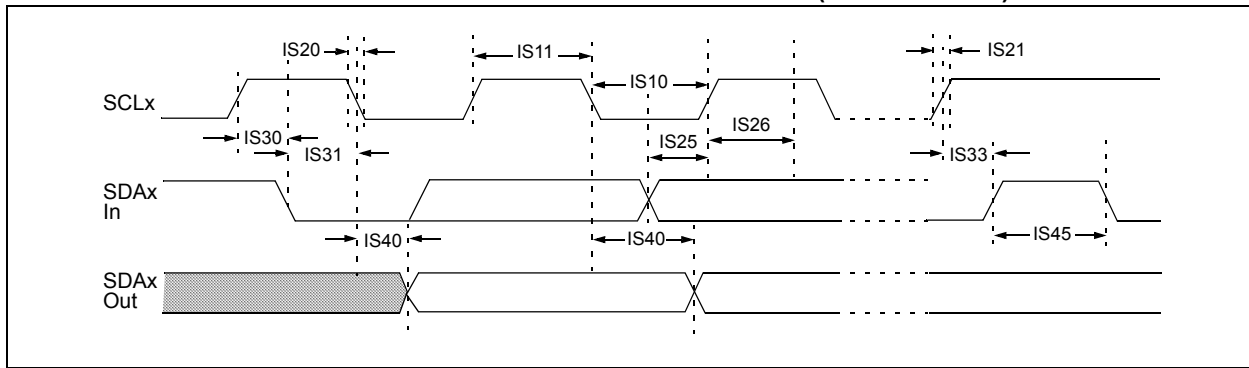 IS20
IS11
IS21
IS10
SCLx
IS30
IS26
IS31
IS25
IS33
SDAx
In
IS40
IS40
IS45
SDAx
Out